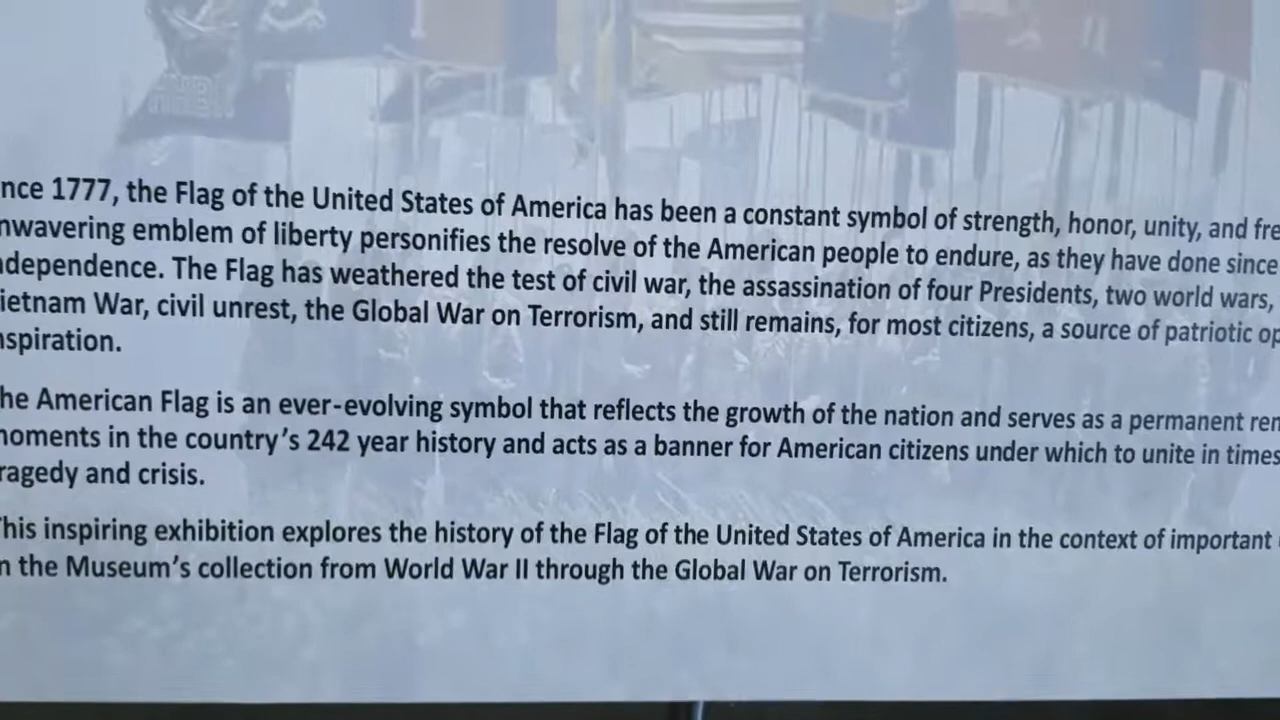 nce 1777, the Flag of the United States of America has been a constant symbol of strength, honor, unity, and fre
nwavering emblem of liberty personifies the resolve of the American people to endure, as they have done since
dependence. The Flag has weathered the test of civil war, the assassination of four Presidents, two world wars,
ietnam War, civil unrest, the Global War on Terrorism, and still remains, for most citizens, a source of patriotic op
spiration.
he American Flag is an ever-evolving symbol that reflects the growth of the nation and serves as a permanent ren
noments in the country's 242 year history and acts as a banner for American citizens under which to unite in times
ragedy and crisis.
his inspiring exhibition explores the history of the Flag of the United States of America in the context of important
n the Museum's collection from World War II through the Global War on Terrorism.